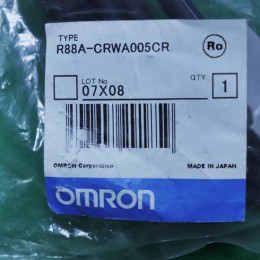 TYPE
R88A-CRWA005CR
Ro
LOT No
07X08
QTY
1
OMRON Corporation
MADE IN JAPAN
OMRON